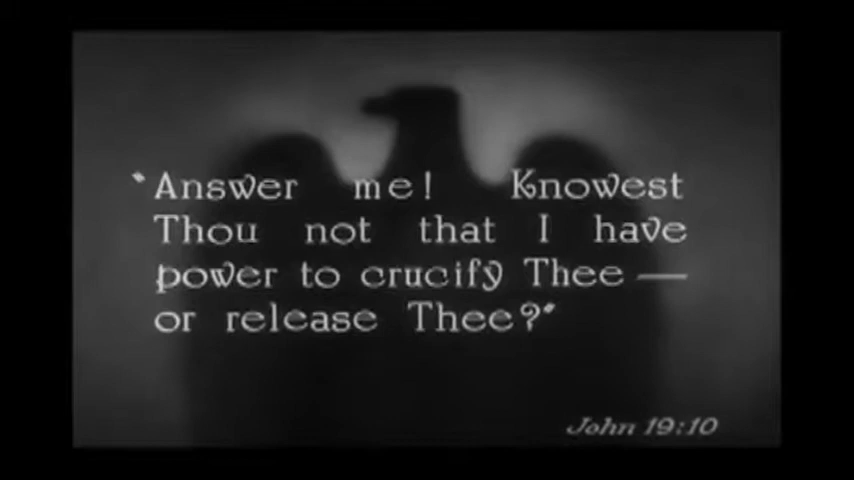 "Answer me! Knowest
Thou not that I have
power to crucify Thee —
or release Thee?"
John 19:10